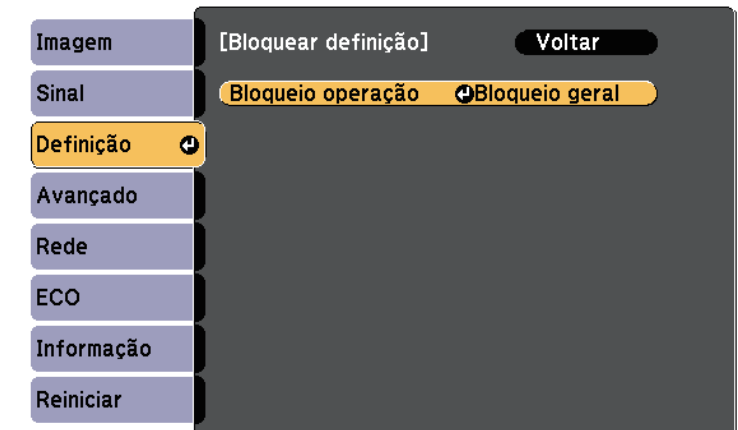 Imagem
Sinal
Definição
Avançado
Rede
ECO
Informação
Reiniciar
[Bloquear definição] Voltar
Bloqueio operação Bloqueio geral